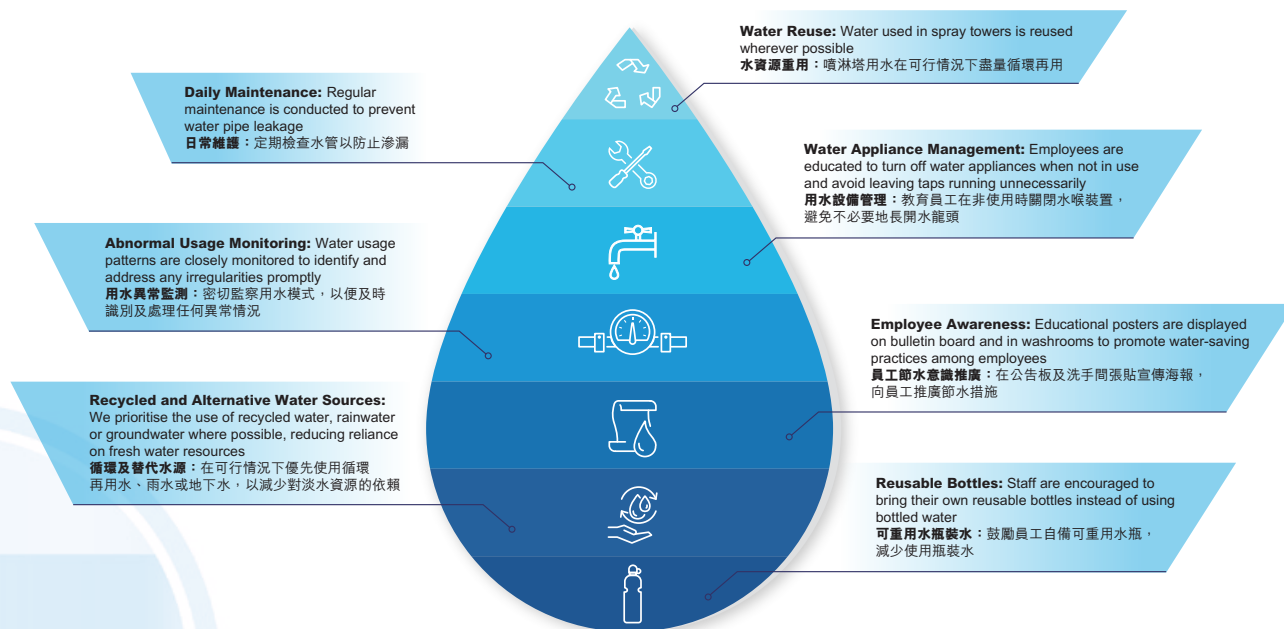 Water Reuse: Water used in spray towers is reused
wherever possible
水資源重用：噴淋塔用水在可行情況下盡量循環再用
Daily Maintenance: Regular
maintenance is conducted to prevent
water pipe leakage
日常維護：定期檢查水管以防止滲漏
Water Appliance Management: Employees are
educated to turn off water appliances when not in use
and avoid leaving taps running unnecessarily
用水設備管理：教育員工在非使用時關閉水喉裝置，
避免不必要地長開水龍頭
Abnormal Usage Monitoring: Water usage
patterns are closely monitored to identify and
address any irregularities promptly
用水異常監測：密切監察用水模式，以便及時
識別及處理任何異常情況
Employee Awareness: Educational posters are displayed
on bulletin board and in washrooms to promote water-saving
practices among employees
員工節水意識推廣：在公告板及洗手間張貼宣傳海報，
向員工推廣節水措施
Recycled and Alternative Water Sources:
We prioritise the use of recycled water, rainwater
or groundwater where possible, reducing reliance
on fresh water resources
循環及替代水源：在可行情況下優先使用循環
再用水、雨水或地下水，以減少對淡水資源的依賴
Reusable Bottles: Staff are encouraged to
bring their own reusable bottles instead of using
bottled water
可重用水瓶裝水：鼓勵員工自備可重用水瓶，
減少使用瓶裝水